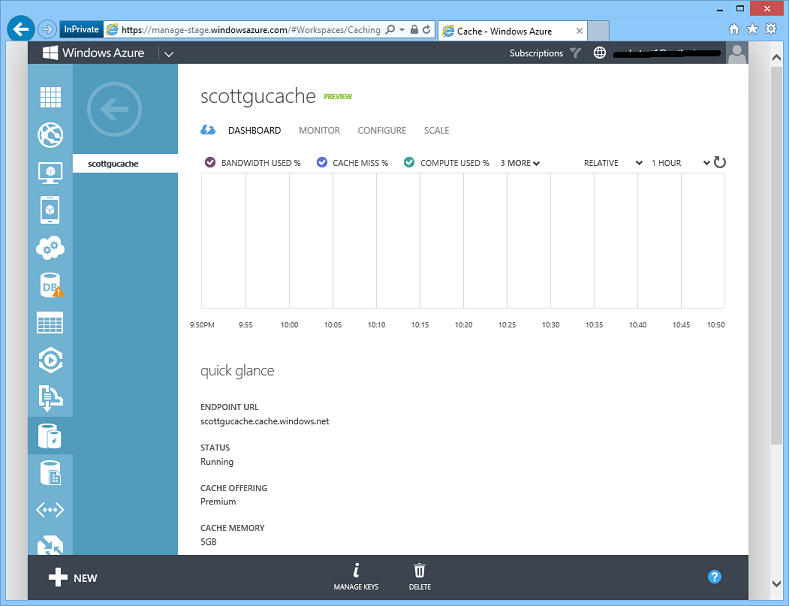 InPrivate https://manage-stage.windowsazure.com/#Workspaces/Caching Cache - Windows Azure
Windows Azure Subscriptions
scottgucache
scottgucache PREVIEW
DASHBOARD MONITOR CONFIGURE SCALE
BANDWIDTH USED % CACHE MISS % COMPUTE USED % 3 MORE RELATIVE 1 HOUR
9:50PM 9:55 10:00 10:05 10:10 10:15 10:20 10:25 10:30 10:35 10:40 10:45 10:50
quick glance
ENDPOINT URL
scottgucache.cache.windows.net
STATUS
Running
CACHE OFFERING
Premium
CACHE MEMORY
5GB
DB
NEW
MANAGE KEYS
DELETE
?